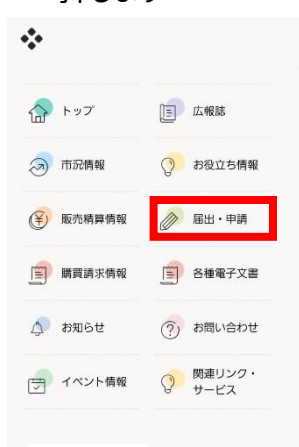 トップ
広報誌
市況情報
お役立ち情報
販売精算情報
届出・申請
購買請求情報
各種電子文書
お知らせ
お問い合わせ
イベント情報
関連リンク・
サービス